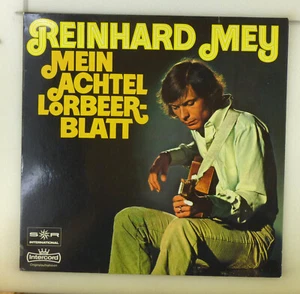 REINHARD MEY
MEIN
ACHTEL
LORBEER-
BLATT
S R
INTERNATIONAL
Intercord